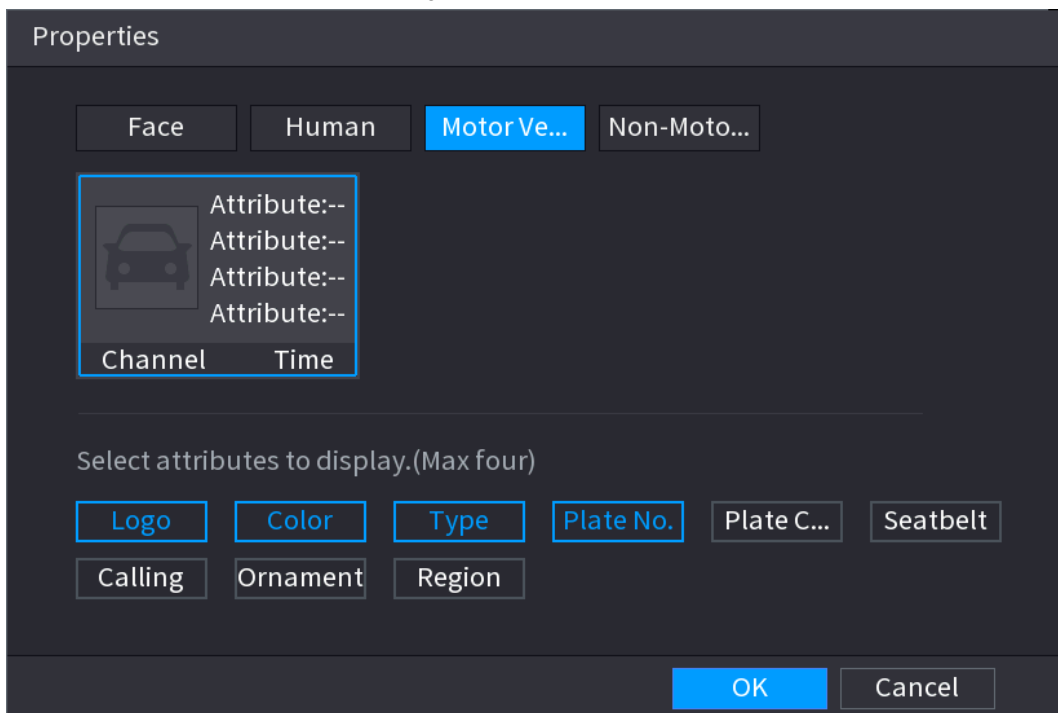 Properties
Face Human Motor Ve... Non-Moto...
Attribute:--
Attribute:--
Attribute:--
Attribute:--
Channel Time
Select attributes to display.(Max four)
Logo Color Type Plate No. Plate C... Seatbelt
Calling Ornament Region
OK Cancel